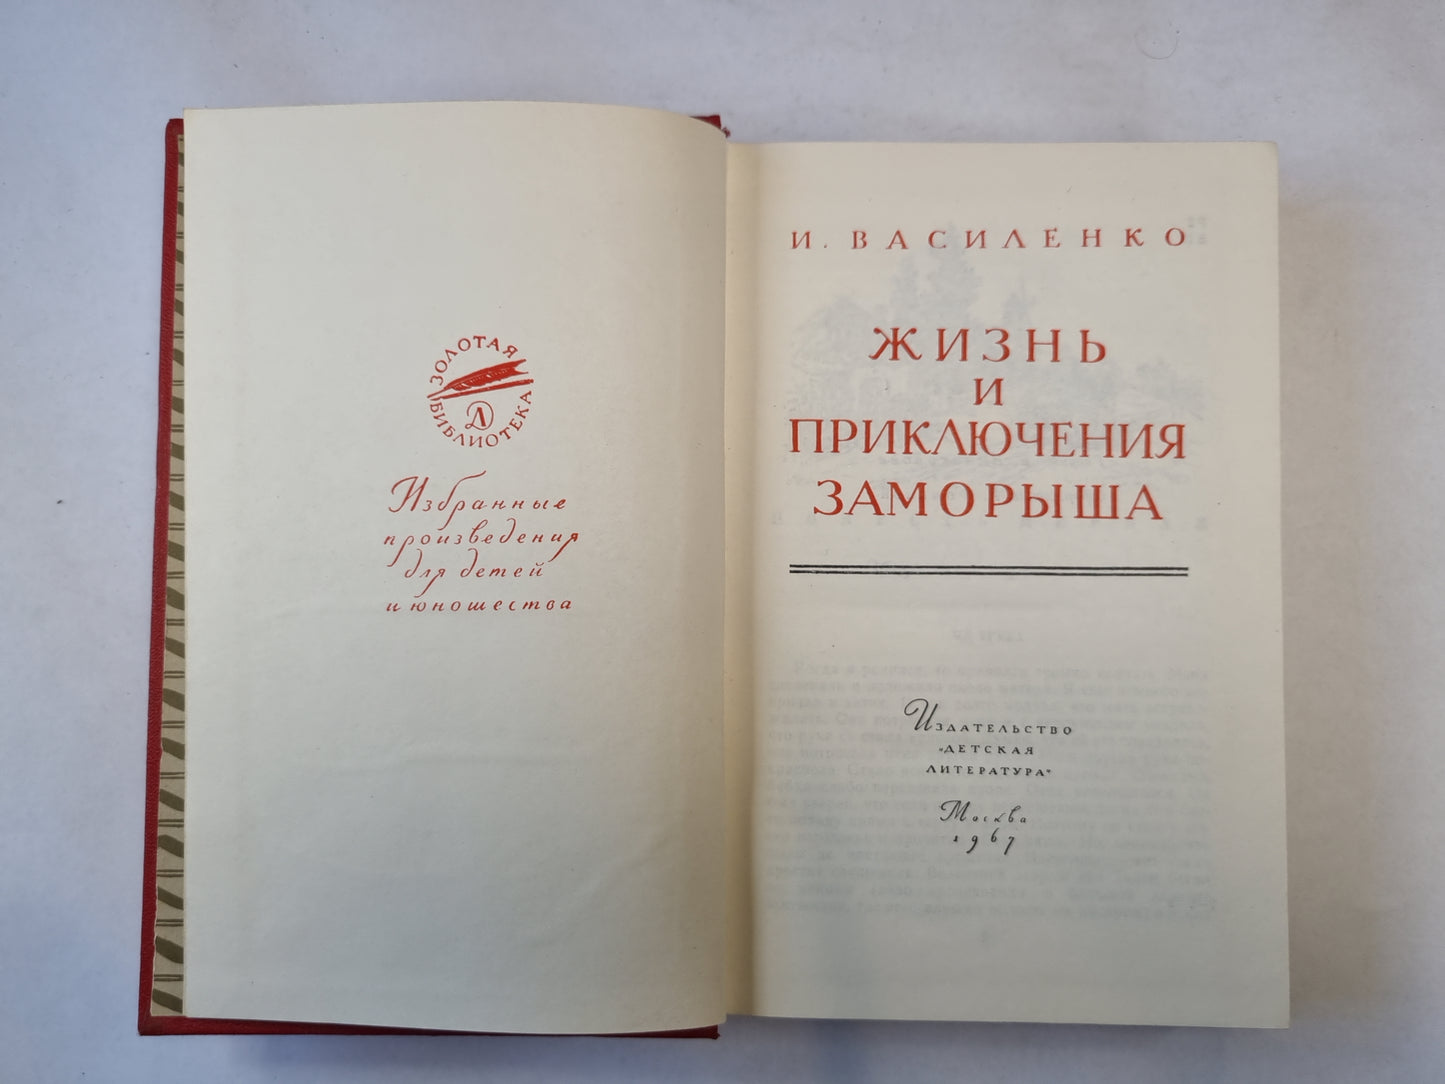 ЗОЛОТАЯ
БИБЛИОТЕКА
Д
Избранные
произведения
для детей
и юношества
И. ВАСИЛЕНКО
ЖИЗНЬ
И
ПРИКЛЮЧЕНИЯ
ЗАМОРЫША
Издательство
„ДЕТСКАЯ
ЛИТЕРАТУРА“
Москва
1967